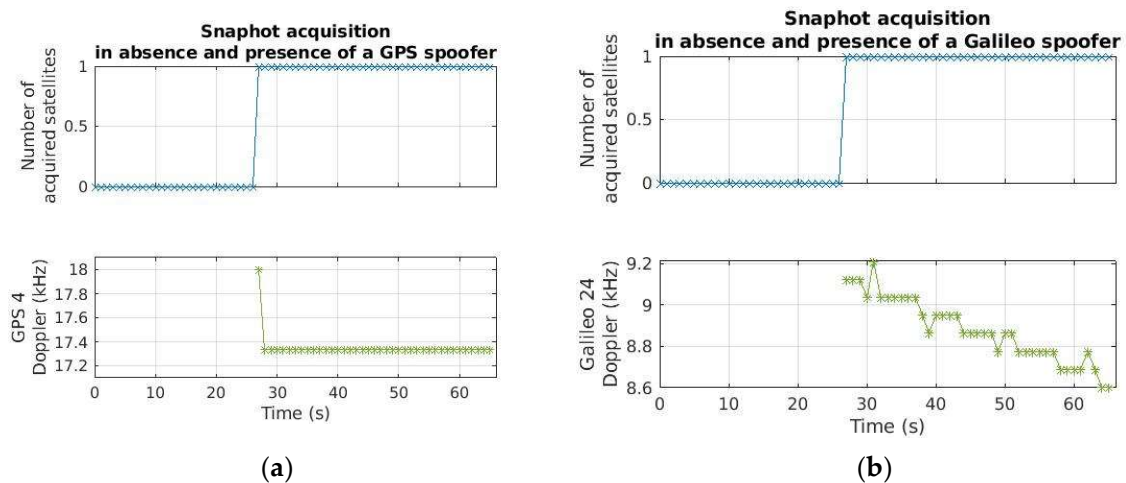 Snaphot acquisition
in absence and presence of a GPS spoofer
Number of
acquired satellites
1
0.5
0
GPS 4
Doppler (kHz)
18
17.8
17.6
17.4
17.2
0 10 20 30 40 50 60
Time (s)
(a)
Snaphot acquisition
in absence and presence of a Galileo spoofer
Number of
acquired satellites
1
0.5
0
Galileo 24
Doppler (kHz)
9.2
9
8.8
8.6
0 10 20 30 40 50 60
Time (s)
(b)